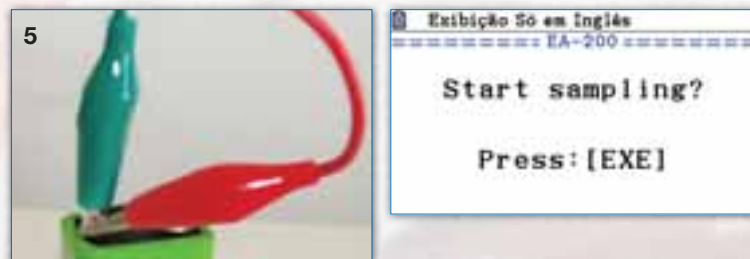 5
Exibição Só em Inglês
========= EA-200 =========
Start sampling?
Press:[EXE]